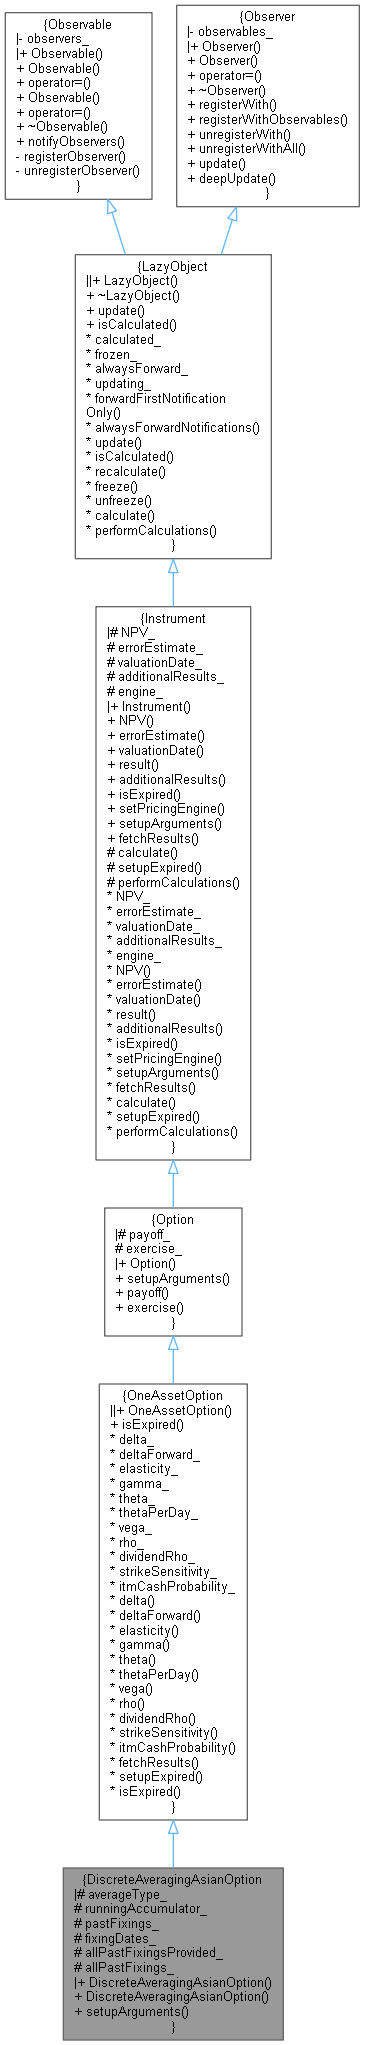 {Observable
|- observers_
|+ Observable()
+ Observable()
+ operator=()
+ Observable()
+ operator=()
+ ~Observable()
+ notifyObservers()
- registerObserver()
- unregisterObserver()
}
{Observer
|- observables_
|+ Observer()
+ Observer()
+ operator=()
+ ~Observer()
+ registerWith()
+ registerWithObservables()
+ unregisterWith()
+ unregisterWithAll()
+ update()
+ deepUpdate()
}
{LazyObject
||+ LazyObject()
+ ~LazyObject()
+ update()
+ isCalculated()
* calculated_
* frozen_
* alwaysForward_
* updating_
* forwardFirstNotification
Only()
* alwaysForwardNotifications()
* update()
* isCalculated()
* recalculate()
* freeze()
* unfreeze()
* calculate()
* performCalculations()
}
{Instrument
|# NPV_
# errorEstimate_
# valuationDate_
# additionalResults_
# engine_
|+ Instrument()
+ NPV()
+ errorEstimate()
+ valuationDate()
+ result()
+ additionalResults()
+ isExpired()
+ setPricingEngine()
+ setupArguments()
+ fetchResults()
# calculate()
# setupExpired()
# performCalculations()
* NPV_
* errorEstimate_
* valuationDate_
* additionalResults_
* engine_
* NPV()
* errorEstimate()
* valuationDate()
* result()
* additionalResults()
* isExpired()
* setPricingEngine()
* setupArguments()
* fetchResults()
* calculate()
* setupExpired()
* performCalculations()
}
{Option
|# payoff_
# exercise_
|+ Option()
+ setupArguments()
+ payoff()
+ exercise()
}
{OneAssetOption
||+ OneAssetOption()
+ isExpired()
* delta_
* deltaForward_
* elasticity_
* gamma_
* theta_
* thetaPerDay_
* vega_
* rho_
* dividendRho_
* strikeSensitivity_
* itmCashProbability_
* delta()
* deltaForward()
* elasticity()
* gamma()
* theta()
* thetaPerDay()
* vega()
* rho()
* dividendRho()
* strikeSensitivity()
* itmCashProbability()
* fetchResults()
* setupExpired()
* isExpired()
}
{DiscreteAveragingAsianOption
|# averageType_
# runningAccumulator_
# pastFixings_
# fixingDates_
# allPastFixingsProvided_
# allPastFixings_
|+ DiscreteAveragingAsianOption()
+ DiscreteAveragingAsianOption()
+ setupArguments()
}